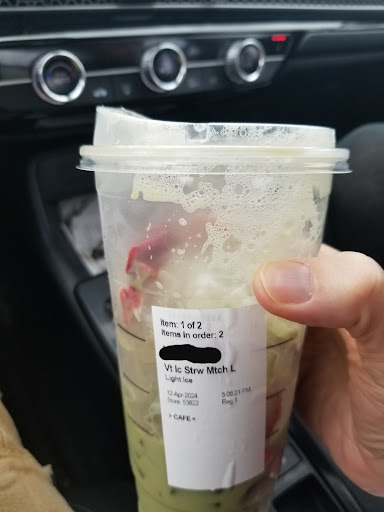 Item: 1 of 2
Items in order: 2
Vt Ic Strw Mtch L
Light Ice
12-Apr-2024 5:06:21 PM
Store: 53822 Reg:1
> CAFE <